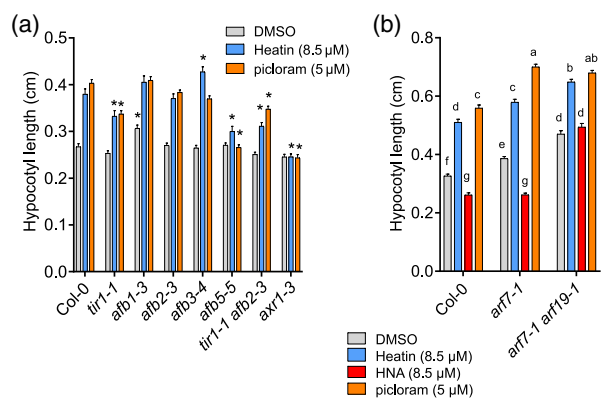 (a)
DMSO
Heatin (8.5 µM)
picloram (5 µM)
Hypocotyl length (cm)
0.5
0.4
0.3
0.2
0.1
0.0
* * * * * * * * * *
Col-0
tir1-1
afb1-3
afb2-3
afb3-4
afb5-5
tir1-1 afb2-3
axr1-3
(b)
Hypocotyl length (cm)
0.8
0.6
0.4
0.2
0.0
f d g c
e d g a
d b d ab
Col-0
arf7-1
arf7-1 arf19-1
DMSO
Heatin (8.5 µM)
HNA (8.5 µM)
picloram (5 µM)